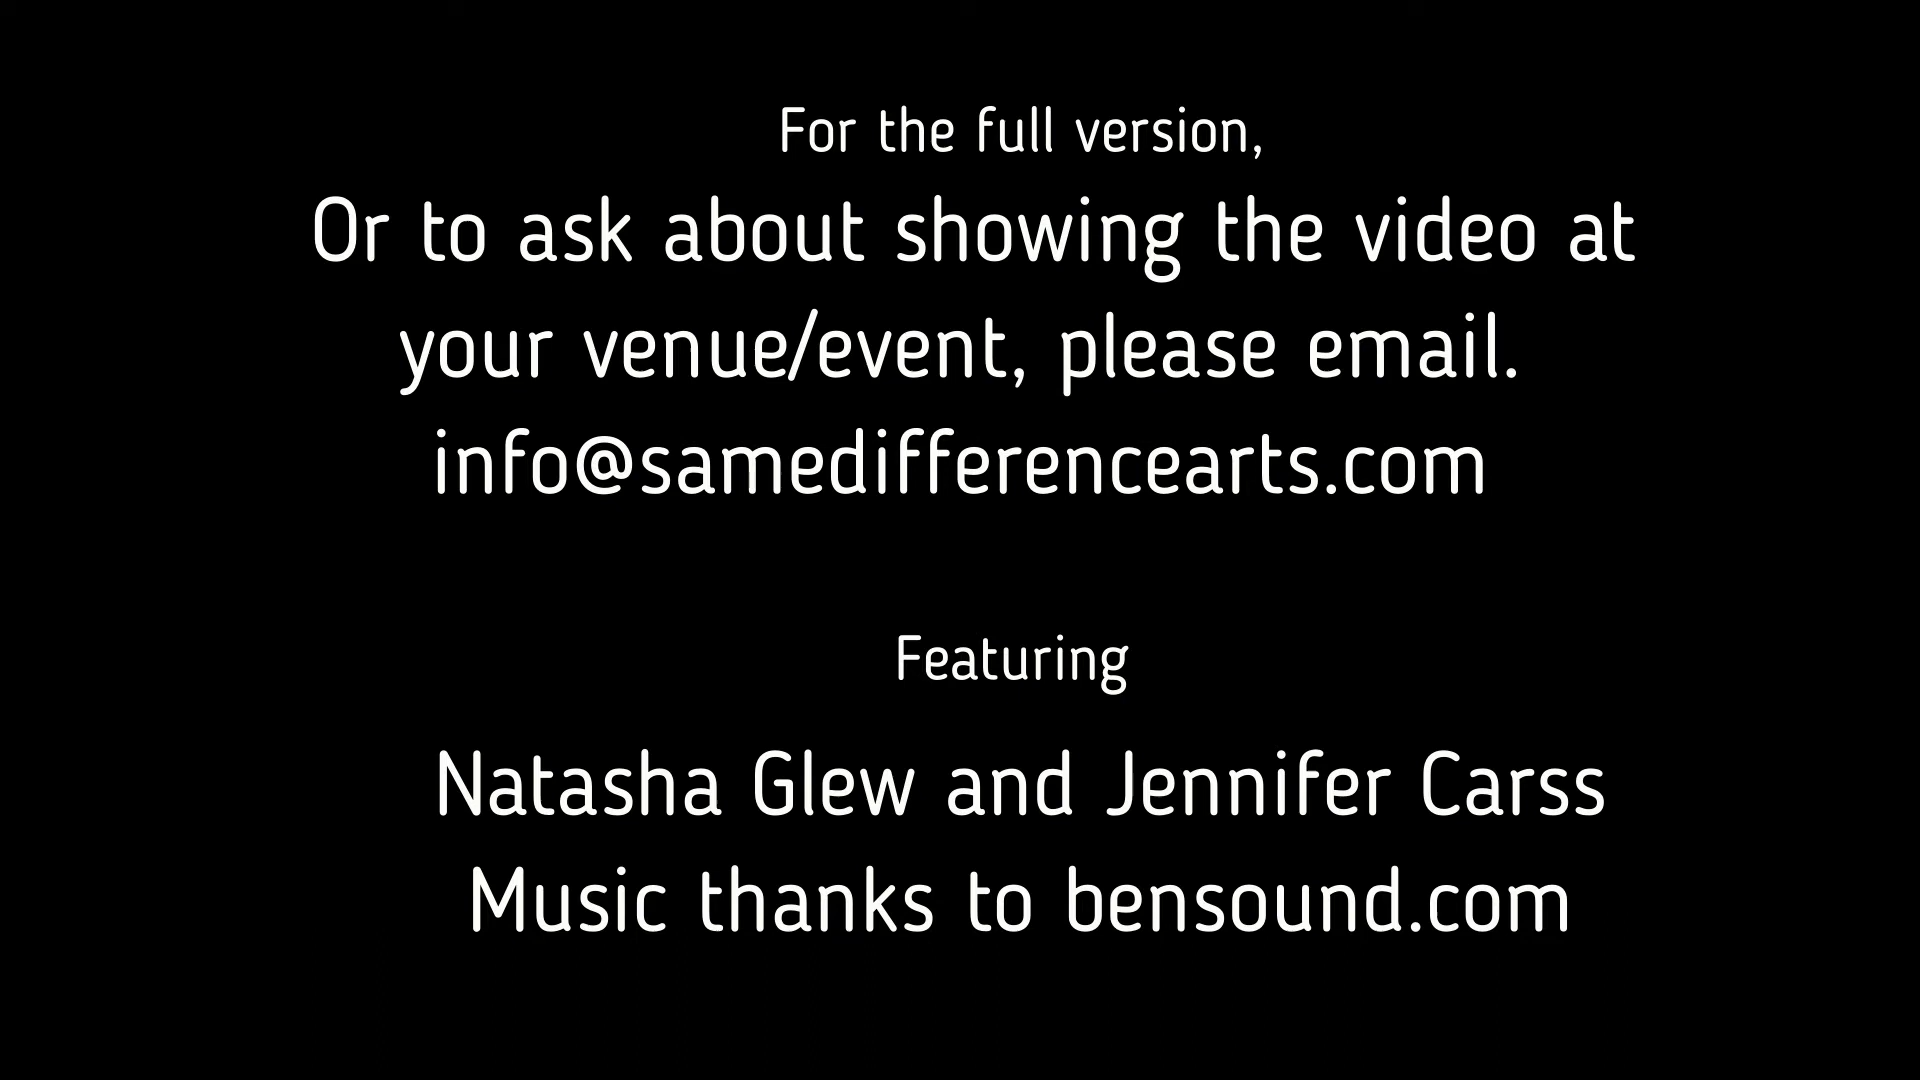 For the full version,
Or to ask about showing the video at
your venue/event, please email.
info@samedifferencearts.com
Featuring
Natasha Glew and Jennifer Carss
Music thanks to bensound.com